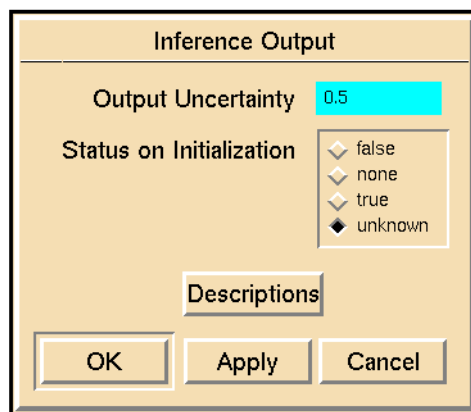 Inference Output
Output Uncertainty 0.5
Status on Initialization
false
none
true
unknown
Descriptions
OK Apply Cancel